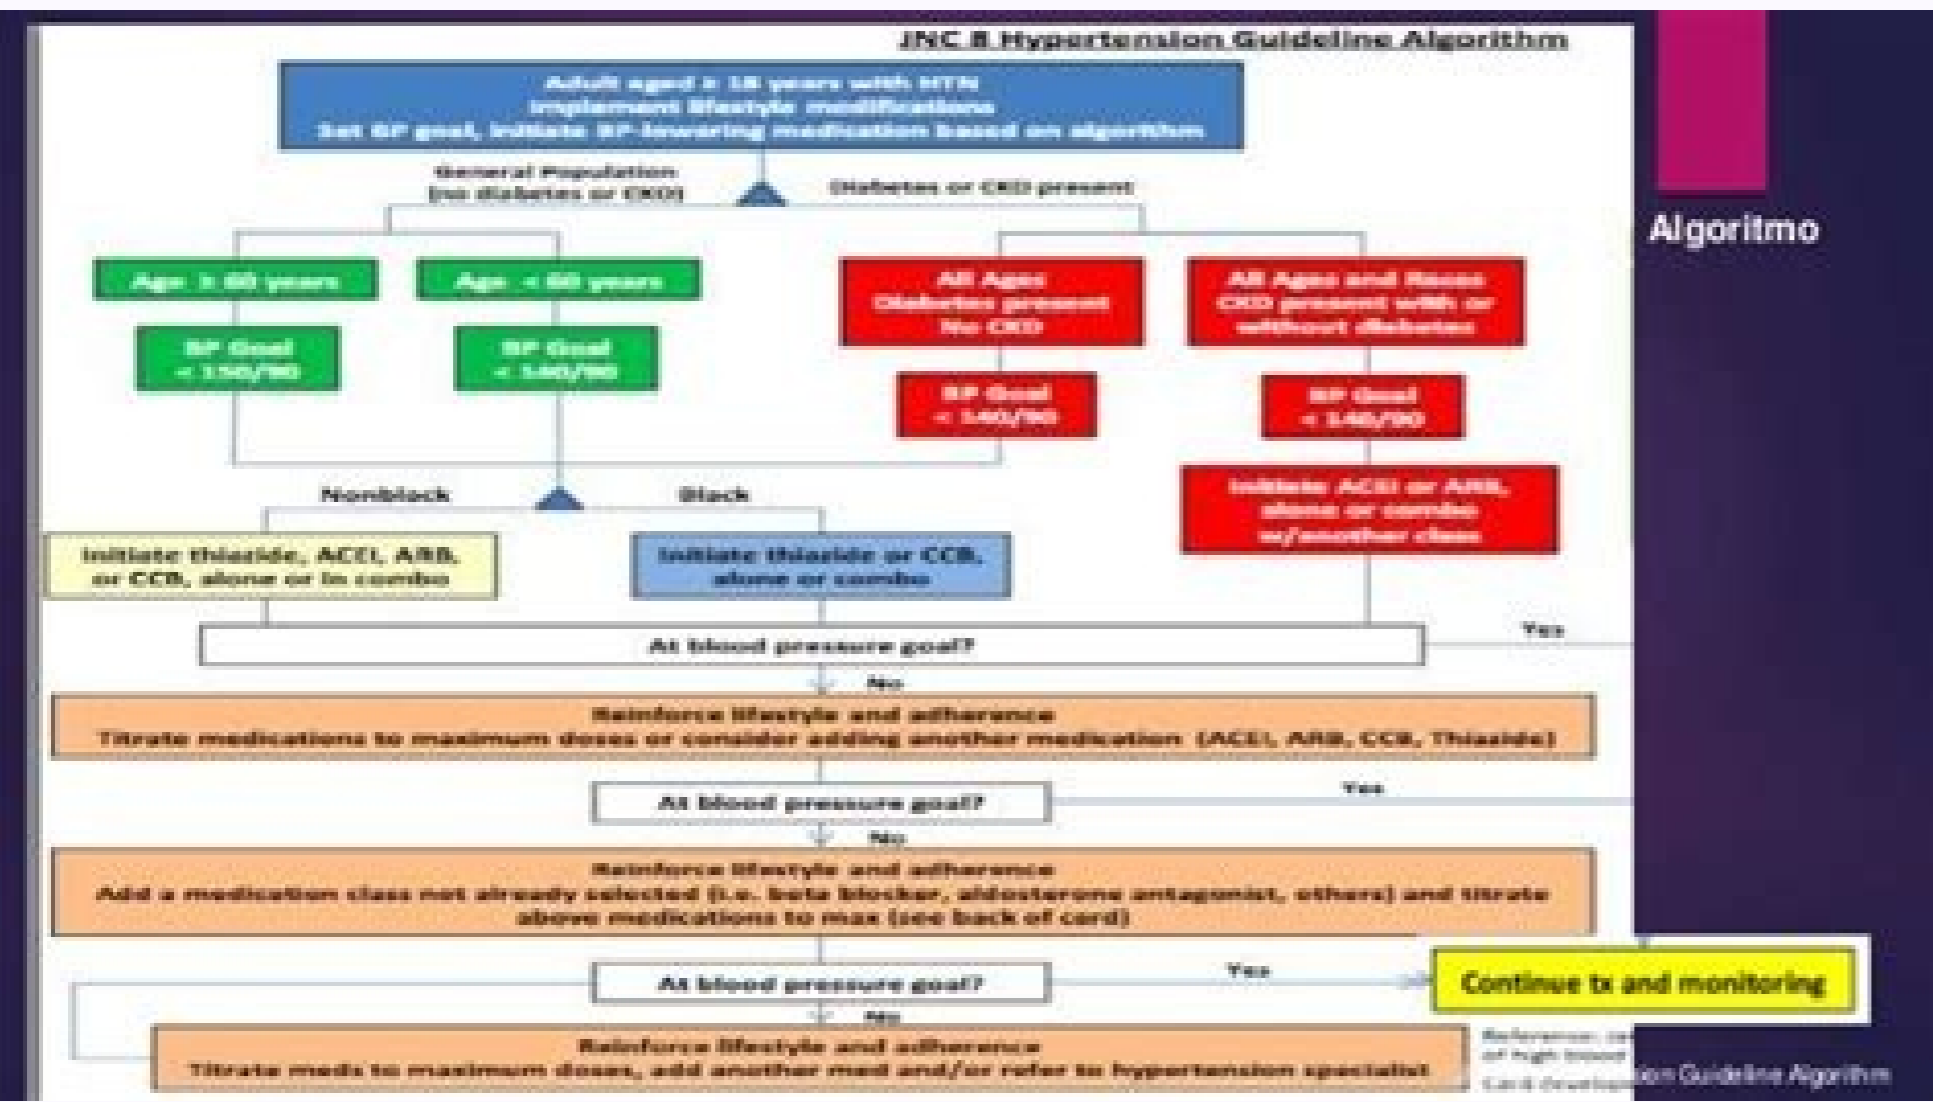 JNC 8 Hypertension Guideline Algorithm
Adult aged ≥ 18 years with HTN
Implement lifestyle modifications
Set BP goal, initiate BP-lowering medication based on algorithm
General Population
(no diabetes or CKD)
Diabetes or CKD present
Algoritmo
Age ≥ 60 years
Age < 60 years
All Ages
Diabetes present
No CKD
All Ages and Races
CKD present with or
without diabetes
BP Goal
< 150/90
BP Goal
< 140/90
BP Goal
< 140/90
BP Goal
< 140/90
Nonblack
Black
Initiate ACEI or ARB,
alone or combo
w/another class
Initiate thiazide, ACEI, ARB,
or CCB, alone or in combo
Initiate thiazide or CCB,
alone or combo
At blood pressure goal?
Yes
No
Reinforce lifestyle and adherence
Titrate medications to maximum doses or consider adding another medication (ACEI, ARB, CCB, Thiazide)
At blood pressure goal?
Yes
No
Reinforce lifestyle and adherence
Add a medication class not already selected (i.e. beta blocker, aldosterone antagonist, others) and titrate
above medications to max (see back of card)
At blood pressure goal?
Yes
Continue tx and monitoring
No
Reinforce lifestyle and adherence
Titrate meds to maximum doses, add another med and/or refer to hypertension specialist
Reference:
of high blood
Card
Guideline Algorithm